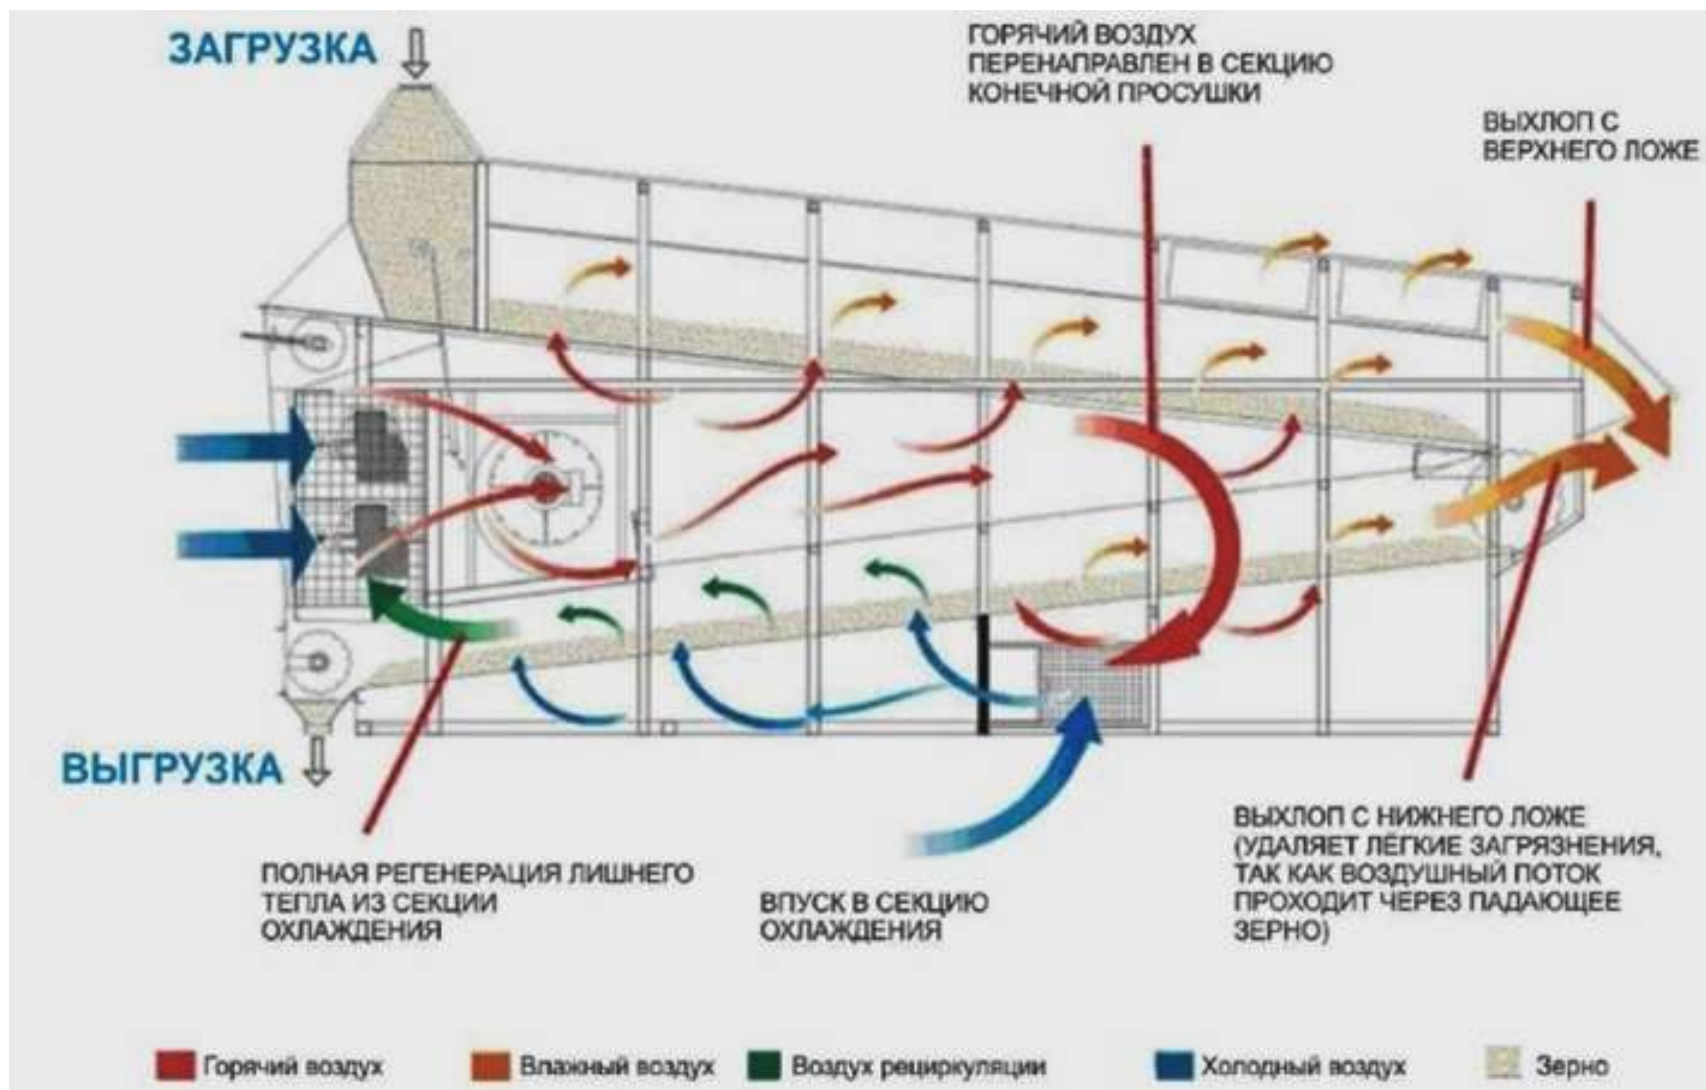 ЗАГРУЗКА
ГОРЯЧИЙ ВОЗДУХ
ПЕРЕНАПРАВЛЕН В СЕКЦИЮ
КОНЕЧНОЙ ПРОСУШКИ
ВЫХЛОП С
ВЕРХНЕГО ЛОЖЕ
ВЫГРУЗКА
ПОЛНАЯ РЕГЕНЕРАЦИЯ ЛИШНЕГО
ТЕПЛА ИЗ СЕКЦИИ
ОХЛАЖДЕНИЯ
ВПУСК В СЕКЦИЮ
ОХЛАЖДЕНИЯ
ВЫХЛОП С НИЖНЕГО ЛОЖЕ
(УДАЛЯЕТ ЛЁГКИЕ ЗАГРЯЗНЕНИЯ,
ТАК КАК ВОЗДУШНЫЙ ПОТОК
ПРОХОДИТ ЧЕРЕЗ ПАДАЮЩЕЕ
ЗЕРНО)
Горячий воздух
Влажный воздух
Воздух рециркуляции
Холодный воздух
Зерно